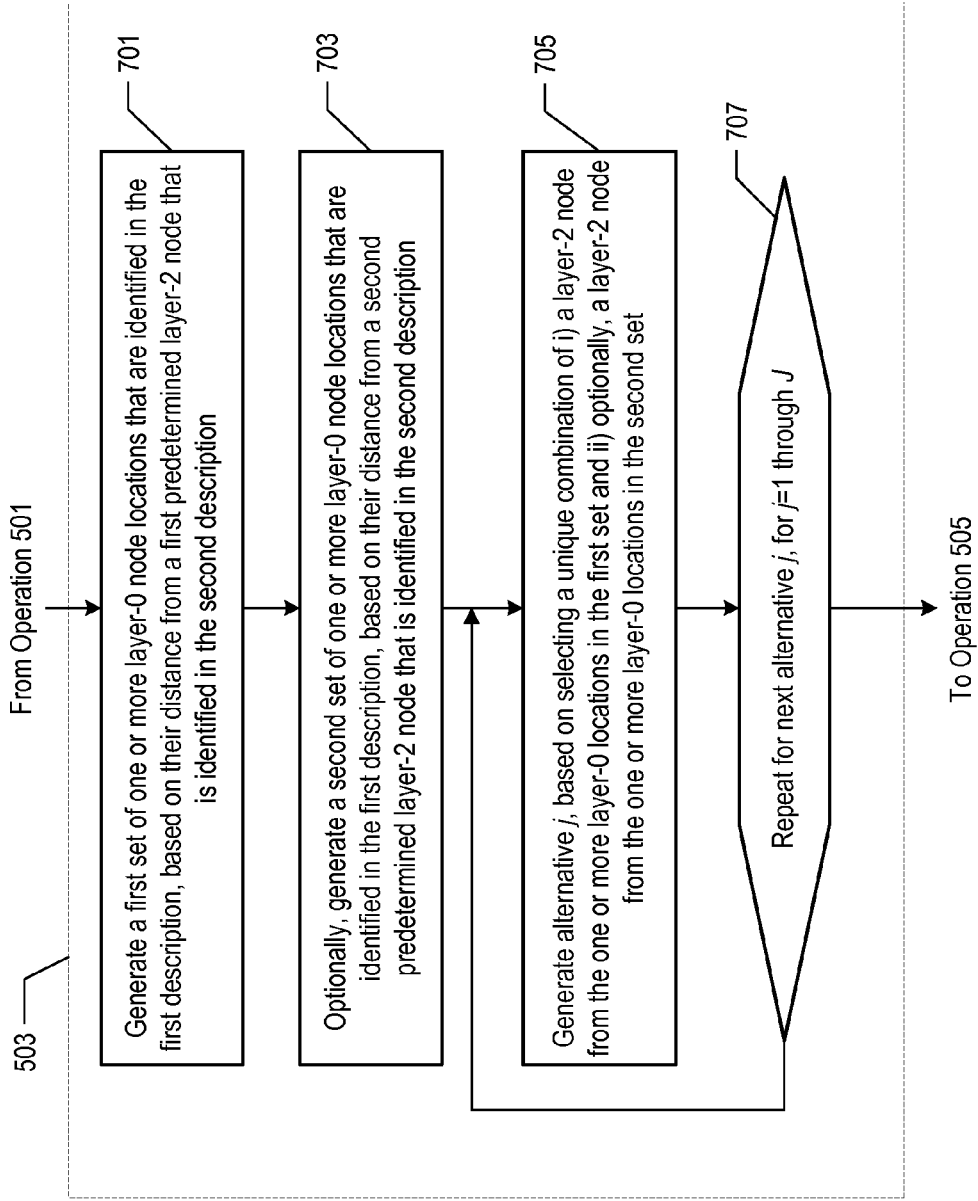 From Operation 501
503
701
Generate a first set of one or more layer-0 node locations that are identified in the
first description, based on their distance from a first predetermined layer-2 node that
is identified in the second description
703
Optionally, generate a second set of one or more layer-0 node locations that are
identified in the first description, based on their distance from a second
predetermined layer-2 node that is identified in the second description
705
Generate alternative j, based on selecting a unique combination of i) a layer-2 node
from the one or more layer-0 locations in the first set and ii) optionally, a layer-2 node
from the one or more layer-0 locations in the second set
707
Repeat for next alternative j, for j=1 through J
To Operation 505